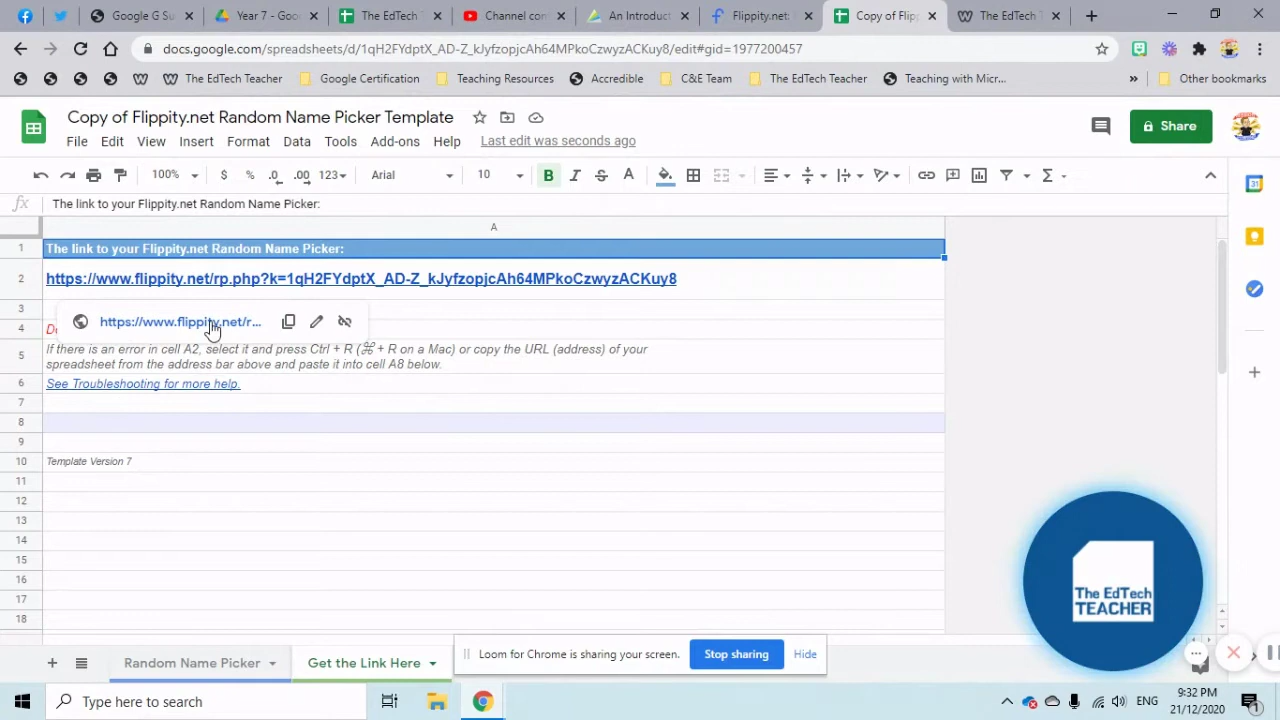 Google G Su
Year 7 - Goo
The EdTech
Channel con
An Introduct
Flippity.net:
Copy of Flip
The EdTech
docs.google.com/spreadsheets/d/1qH2FYdptX_AD-Z_kJyfzopjcAh64MPkoCzwyzACKuy8/edit#gid=1977200457
The EdTech Teacher
Google Certification
Teaching Resources
Accredible
C&E Team
The EdTech Teacher
Teaching with Micr...
»
Other bookmarks
Copy of Flippity.net Random Name Picker Template
File Edit View Insert Format Data Tools Add-ons Help Last edit was seconds ago
Share
100% $ % .0 .00 123 Arial 10 B I S A Σ
fx The link to your Flippity.net Random Name Picker:
A
1 The link to your Flippity.net Random Name Picker:
2 https://www.flippity.net/rp.php?k=1qH2FYdptX_AD-Z_kJyfzopjcAh64MPkoCzwyzACKuy8
3
https://www.flippity.net/r...
4 Do
5 If there is an error in cell A2, select it and press Ctrl + R (⌘ + R on a Mac) or copy the URL (address) of your
spreadsheet from the address bar above and paste it into cell A8 below.
6 See Troubleshooting for more help.
7
8
9
10 Template Version 7
11
12
13
14
15
16
17
18
The EdTech
TEACHER
Random Name Picker
Get the Link Here
Loom for Chrome is sharing your screen.
Stop sharing
Hide
Type here to search
ENG
9:32 PM
21/12/2020